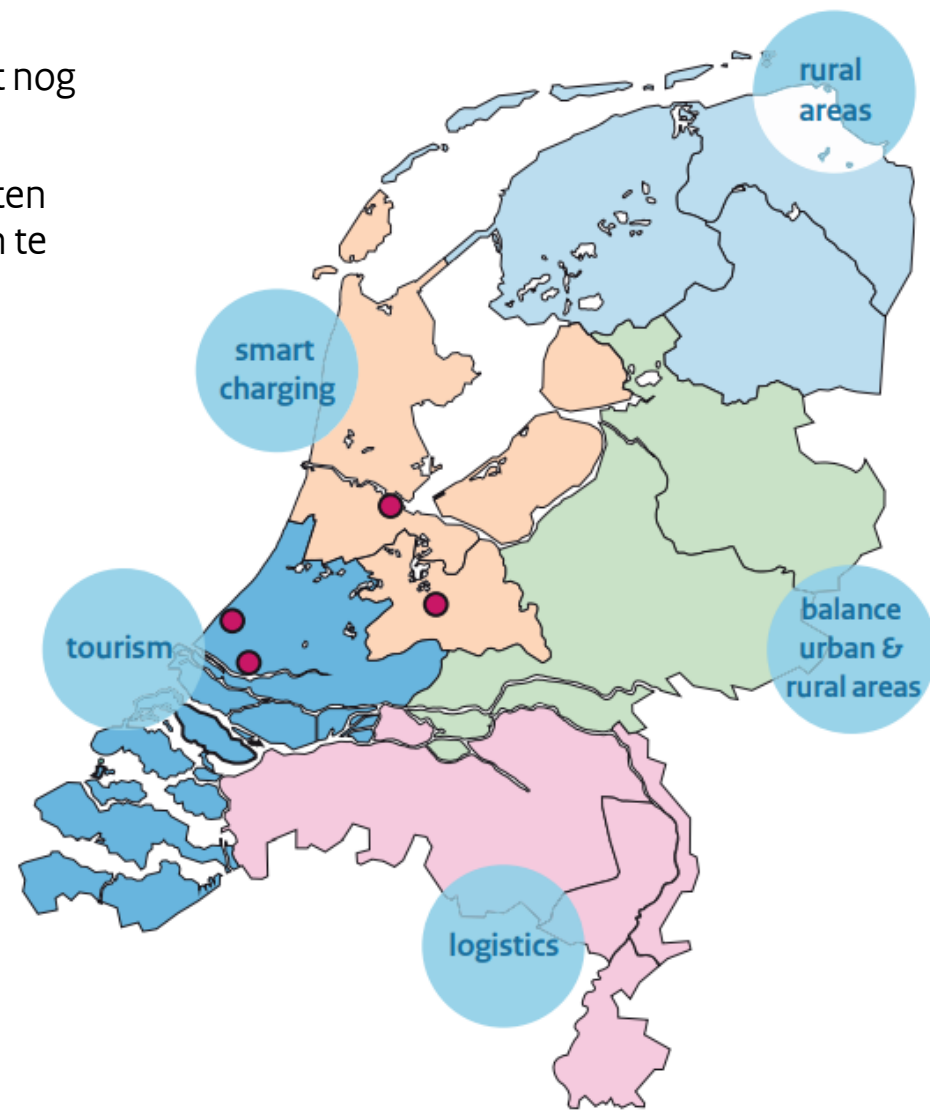 t nog
ten
n te
rural
areas
smart
charging
tourism
balance
urban &
rural areas
logistics